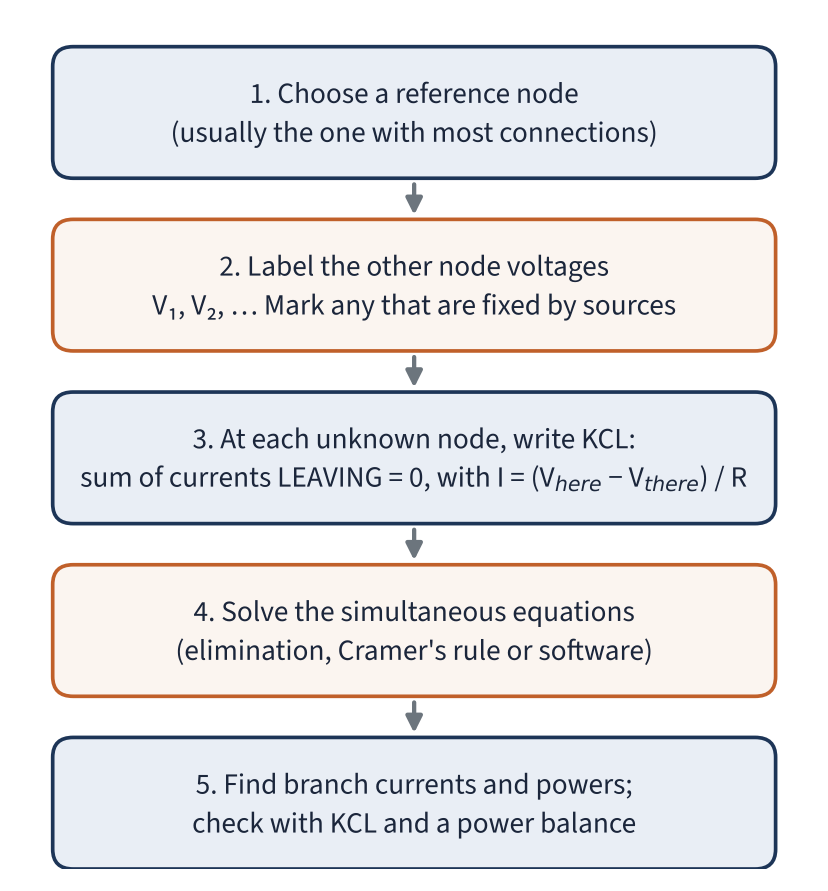 1. Choose a reference node
(usually the one with most connections)
2. Label the other node voltages
V₁, V₂, … Mark any that are fixed by sources
3. At each unknown node, write KCL:
sum of currents LEAVING = 0, with I = (V_here − V_there) / R
4. Solve the simultaneous equations
(elimination, Cramer's rule or software)
5. Find branch currents and powers;
check with KCL and a power balance